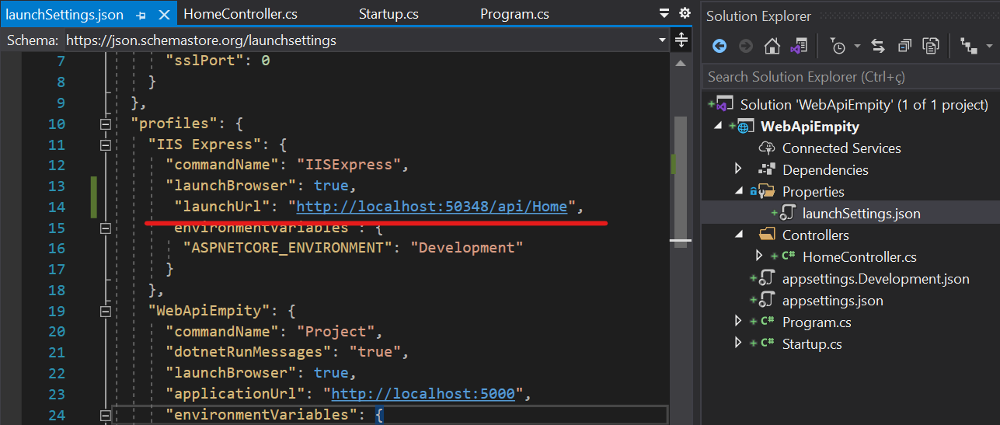 launchSettings.json
HomeController.cs
Startup.cs
Program.cs
Schema: https://json.schemastore.org/launchsettings
7 "sslPort": 0
8 }
9 },
10 "profiles": {
11 "IIS Express": {
12 "commandName": "IISExpress",
13 "launchBrowser": true,
14 "launchUrl": "http://localhost:50348/api/Home",
15 environmentVariables : {
16 "ASPNETCORE_ENVIRONMENT": "Development"
17 }
18 },
19 "WebApiEmpity": {
20 "commandName": "Project",
21 "dotnetRunMessages": "true",
22 "launchBrowser": true,
23 "applicationUrl": "http://localhost:5000",
24 "environmentVariables": {
Solution Explorer
Search Solution Explorer (Ctrl+ç)
Solution 'WebApiEmpity' (1 of 1 project)
WebApiEmpity
Connected Services
Dependencies
Properties
launchSettings.json
Controllers
C# HomeController.cs
appsettings.Development.json
appsettings.json
C# Program.cs
C# Startup.cs